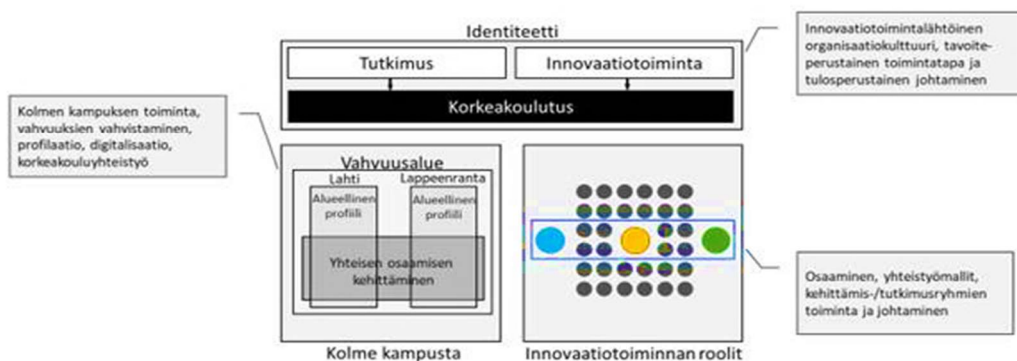 Identiteetti
Tutkimus
Innovaatiotoiminta
Korkeakoulutus
Innovaatiotoimintalähtöinen
organisaatiokulttuuri, tavoite-
perustainen toimintatapa ja
tulosperustainen johtaminen
Kolmen kampuksen toiminta,
vahvuuksien vahvistaminen,
profilaatio, digitalisaatio,
korkeakouluyhteistyö
Vahvuusalue
Lahti
Lappeenranta
Alueellinen
profiili
Alueellinen
profiili
Yhteisen osaamisen
kehittäminen
Kolme kampusta
Osaaminen, yhteistyömallit,
kehittämis-/tutkimusryhmien
toiminta ja johtaminen
Innovaatiotoiminnan roolit